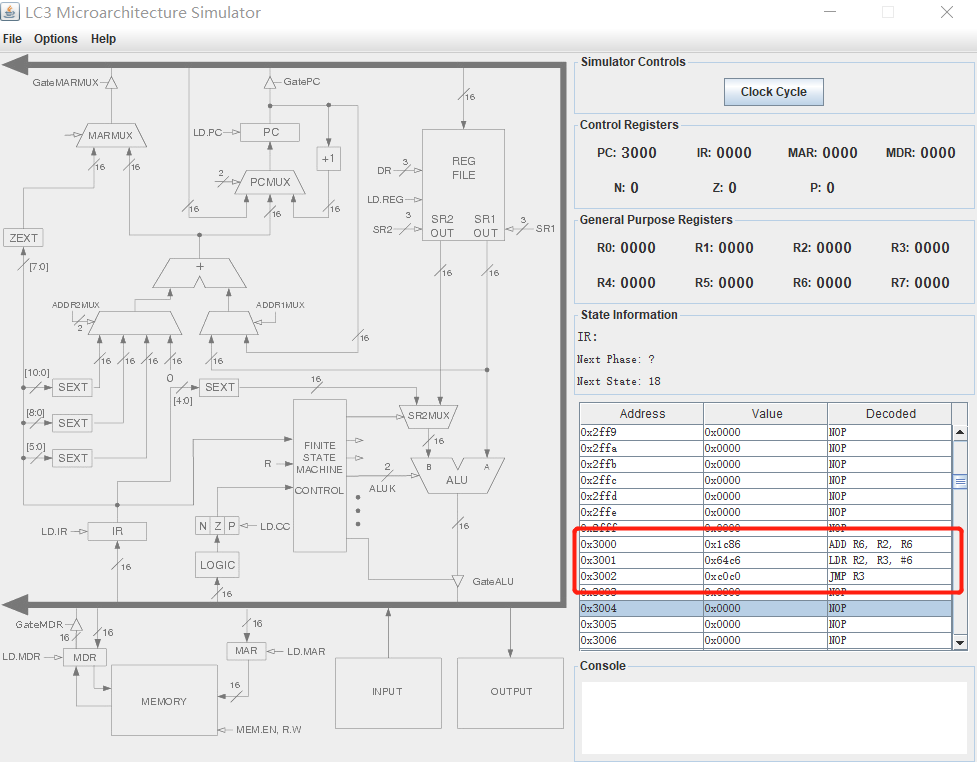 LC3 Microarchitecture Simulator
File Options Help
GateMARMUX
GatePC
16
MARMUX
LD.PC
PC
+1
16
16
2
PCMUX
16
16
16
DR
3
REG
FILE
LD.REG
SR2
3
SR2
OUT
SR1
OUT
3
SR1
ZEXT
[7:0]
+
16
16
ADDR2MUX
2
ADDR1MUX
16
16
16
16
16
16
0
[10:0]
SEXT
[4:0]
SEXT
16
[8:0]
SEXT
[5:0]
SEXT
SR2MUX
16
FINITE
STATE
MACHINE
CONTROL
R
2
ALUK
B
A
ALU
LD.IR
IR
16
N Z P
LD.CC
LOGIC
16
16
GateALU
GateMDR
16
16
16
LD.MDR
MDR
MAR
LD.MAR
MEMORY
16
MEM.EN, R.W
INPUT
OUTPUT
Simulator Controls
Clock Cycle
Control Registers
PC: 3000 IR: 0000 MAR: 0000 MDR: 0000
N: 0 Z: 0 P: 0
General Purpose Registers
R0: 0000 R1: 0000 R2: 0000 R3: 0000
R4: 0000 R5: 0000 R6: 0000 R7: 0000
State Information
IR:
Next Phase: ?
Next State: 18
Address Value Decoded
0x2ff9 0x0000 NOP
0x2ffa 0x0000 NOP
0x2ffb 0x0000 NOP
0x2ffc 0x0000 NOP
0x2ffd 0x0000 NOP
0x2ffe 0x0000 NOP
0x2fff 0x0000 NOP
0x3000 0x1c86 ADD R6, R2, R6
0x3001 0x64c6 LDR R2, R3, #6
0x3002 0xc0c0 JMP R3
0x3003 0x0000 NOP
0x3004 0x0000 NOP
0x3005 0x0000 NOP
0x3006 0x0000 NOP
Console